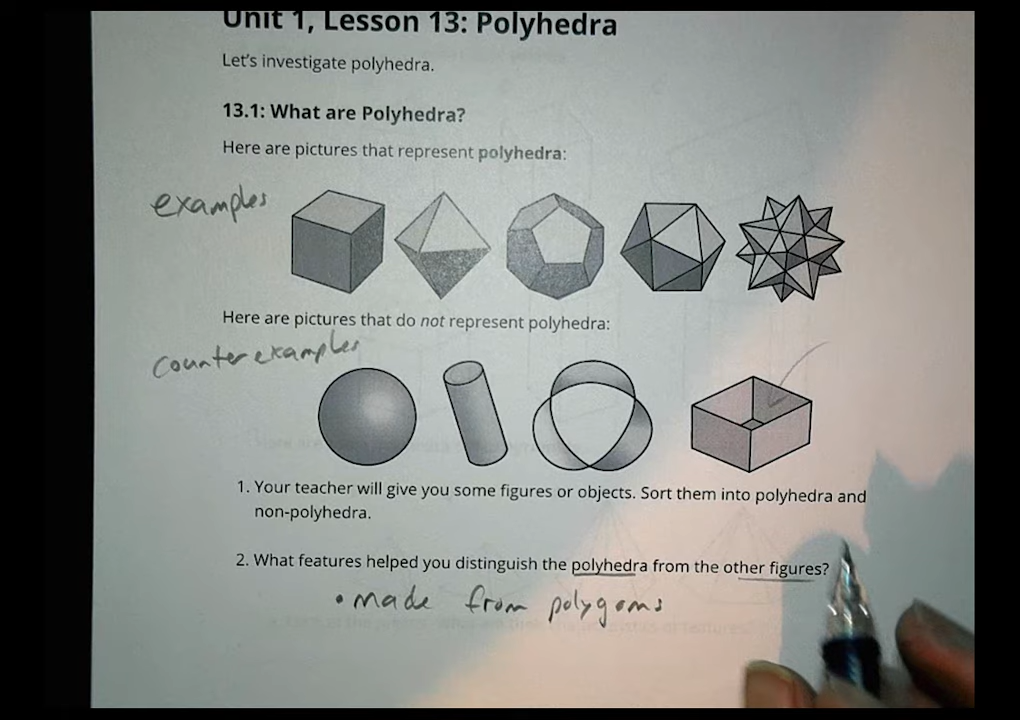 Unit 1, Lesson 13: Polyhedra
Let's investigate polyhedra.
13.1: What are Polyhedra?
Here are pictures that represent polyhedra:
examples
Here are pictures that do not represent polyhedra:
counterexamples
1. Your teacher will give you some figures or objects. Sort them into polyhedra and
non-polyhedra.
2. What features helped you distinguish the polyhedra from the other figures?
• made from polygons